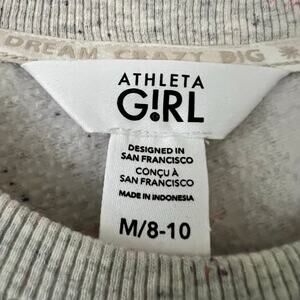 DREAM CRAZY BIG
ATHLETA
G!RL
DESIGNED IN
SAN FRANCISCO
CONÇU À
SAN FRANCISCO
MADE IN INDONESIA
M/8-10